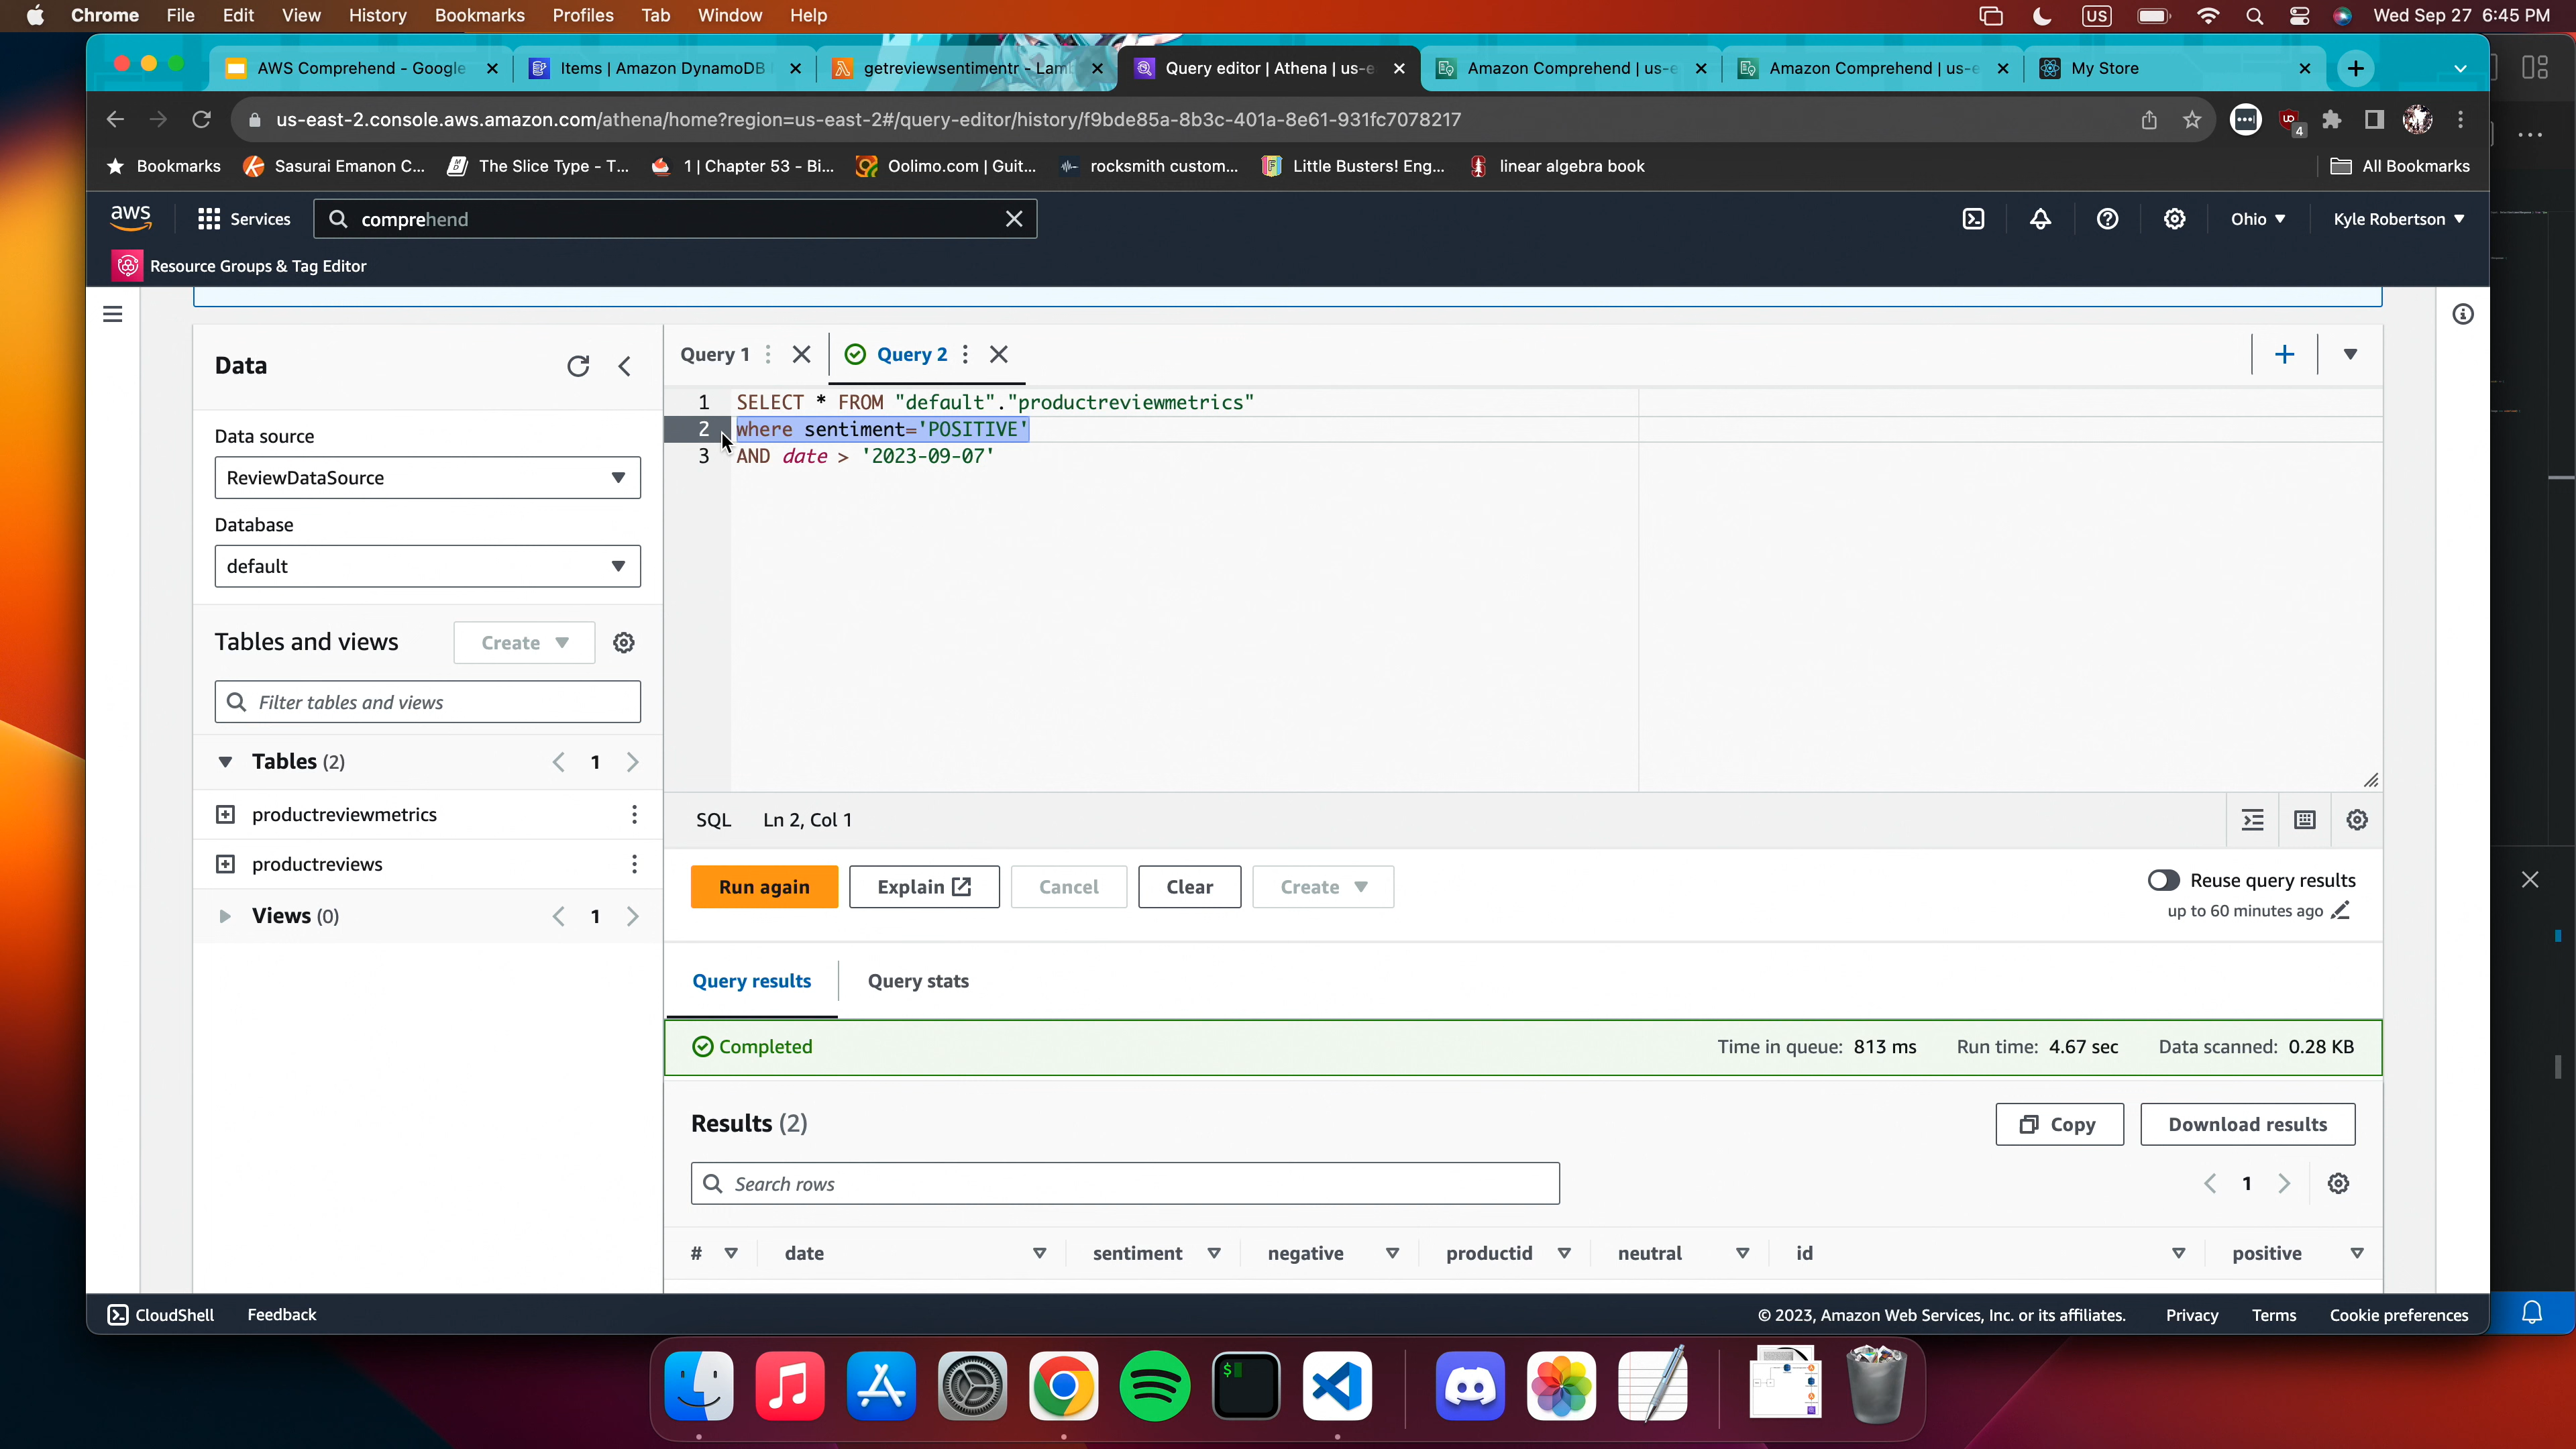 Chrome File Edit View History Bookmarks Profiles Tab Window Help US Wed Sep 27 6:45 PM
AWS Comprehend - Google Items | Amazon DynamoDB getreviewsentimentr - Lam Query editor | Athena | us-e Amazon Comprehend | us-e Amazon Comprehend | us-e My Store
us-east-2.console.aws.amazon.com/athena/home?region=us-east-2#/query-editor/history/f9bde85a-8b3c-401a-8e61-931fc7078217 4
Bookmarks Sasurai Emanon C... The Slice Type - T... 1 | Chapter 53 - Bi... Oolimo.com | Guit... rocksmith custom... Little Busters! Eng... linear algebra book All Bookmarks
aws Services comprehend Ohio Kyle Robertson
Resource Groups & Tag Editor
Data
Query 1 Query 2
1 SELECT * FROM "default"."productreviewmetrics"
2 where sentiment='POSITIVE'
3 AND date > '2023-09-07'
Data source
ReviewDataSource
Database
default
Tables and views Create
Filter tables and views
Tables (2) 1
productreviewmetrics
productreviews
Views (0) 1
SQL Ln 2, Col 1
Run again Explain Cancel Clear Create
Reuse query results
up to 60 minutes ago
Query results Query stats
Completed Time in queue: 813 ms Run time: 4.67 sec Data scanned: 0.28 KB
Results (2) Copy Download results
Search rows 1
# date sentiment negative productid neutral id positive
CloudShell Feedback © 2023, Amazon Web Services, Inc. or its affiliates. Privacy Terms Cookie preferences